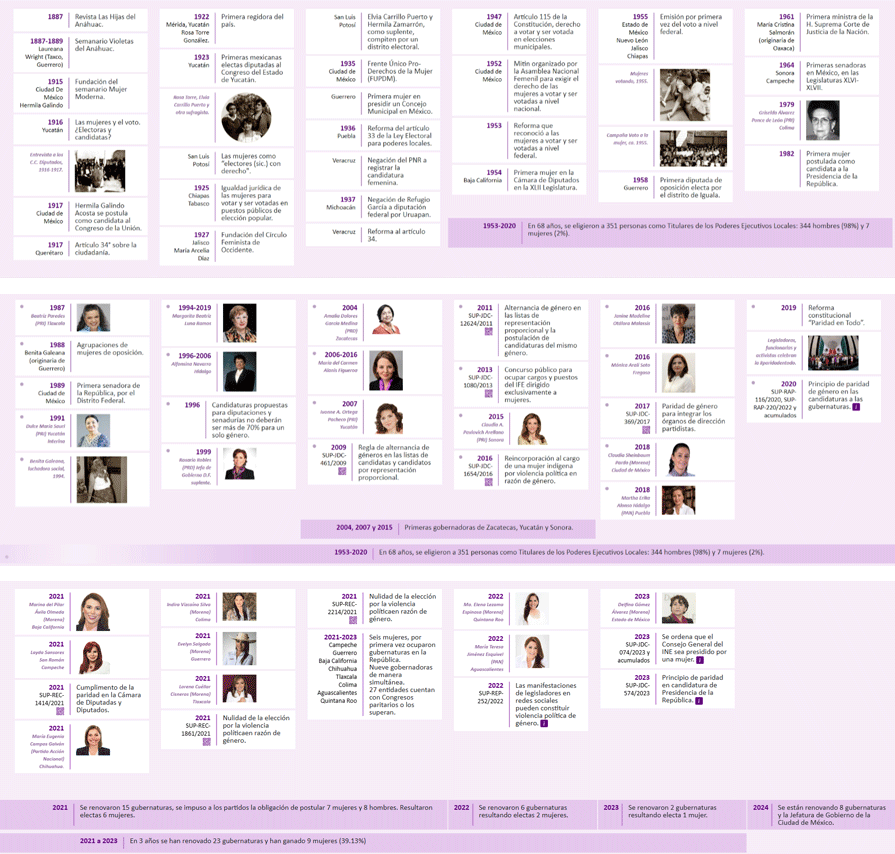 1887
Revista Las Hijas del
Anáhuac.
1887-1889
Laureana
Wright (Taxco,
Guerrero)
Semanario Violetas
del Anáhuac.
1915
Ciudad De
México
Hermila Galindo
Fundación del
semanario Mujer
Moderna.
1916
Yucatán
Las mujeres y el voto.
¿Electoras y
candidatas?
Entrevista a los
C.C. Diputados,
1916-1917.
1917
Ciudad de
México
Hermila Galindo
Acosta se postula
como candidata al
Congreso de la Unión.
1917
Querétaro
Artículo 34° sobre la
ciudadanía.
1922
Mérida, Yucatán
Rosa Torre
González.
Primera regidora del
país.
1923
Yucatán
Primeras mexicanas
electas diputadas al
Congreso del Estado
de Yucatán.
Rosa Torre, Elvia
Carrillo Puerto y
otra sufragista.
San Luis
Potosí
Las mujeres como
"electores (sic.) con
derecho".
1925
Chiapas
Tabasco
Igualdad jurídica de
las mujeres para
votar y ser votadas en
puestos públicos de
elección popular.
1927
Jalisco
María Arcelia
Díaz
Fundación del Círculo
Feminista de
Occidente.
San Luis
Potosí
Elvia Carrillo Puerto y
Hermila Zamarrón,
como suplente,
compiten por un
distrito electoral.
1935
Ciudad de
México
Frente Único Pro-
Derechos de la Mujer
(FUPDM).
Guerrero
Primera mujer en
presidir un Concejo
Municipal en México.
1936
Puebla
Reforma del artículo
33 de la Ley Electoral
para poderes locales.
Veracruz
Negación del PNR a
registrar la
candidatura
femenina.
1937
Michoacán
Negación de Refugio
García a diputación
federal por Uruapan.
Veracruz
Reforma al artículo
34.
1947
Ciudad de
México
Artículo 115 de la
Constitución, derecho
a votar y ser votada
en elecciones
municipales.
1952
Ciudad de
México
Mitin organizado por
la Asamblea Nacional
Femenil para exigir el
derecho de las
mujeres a votar y ser
votadas a nivel
nacional.
1953
Reforma que
reconoció a las
mujeres a votar y ser
votadas a nivel
federal.
1954
Baja California
Primera mujer en la
Cámara de Diputados
en la XLII Legislatura.
1955
Estado de
México
Nuevo León
Jalisco
Chiapas
Emisión por primera
vez del voto a nivel
federal.
Mujeres
votando, 1955.
Campaña Voto a la
mujer, ca. 1955.
1958
Guerrero
Primera diputada de
oposición electa por
el distrito de Iguala.
1961
María Cristina
Salmorán
(originaria de
Oaxaca)
Primera ministra de la
H. Suprema Corte de
Justicia de la Nación.
1964
Sonora
Campeche
Primeras senadoras
en México, en las
Legislaturas XLVI-
XLVII.
1979
Griselda Álvarez
Ponce de León (PRI)
Colima
1982
Primera mujer
postulada como
candidata a la
Presidencia de la
República.
1953-2020
En 68 años, se eligieron a 351 personas como Titulares de los Poderes Ejecutivos Locales: 344 hombres (98%) y 7
mujeres (2%).
1987
Beatriz Paredes
(PRI) Tlaxcala
1988
Benita Galeana
(originaria de
Guerrero)
Agrupaciones de
mujeres de oposición.
1989
Ciudad de
México
Primera senadora de
la República, por el
Distrito Federal.
1991
Dulce María Sauri
(PRI) Yucatán
Interina
Benita Galeana,
luchadora social,
1994.
1994-2019
Margarita Beatriz
Luna Ramos
1996-2006
Alfonsina Navarro
Hidalgo
1996
Candidaturas propuestas
para diputaciones y
senadurías no deberán
ser más de 70% para un
solo género.
1999
Rosario Robles
(PRD) Jefa de
Gobierno D.F.
suplente.
2004
Amalia Dolores
García Medina
(PRD)
Zacatecas
2006-2016
María del Carmen
Alanís Figueroa
2007
Ivonne A. Ortega
Pacheco (PRI)
Yucatán
2009
SUP-JDC-
461/2009
Regla de alternancia de
géneros en las listas de
candidatas y candidatos
por representación
proporcional.
2011
SUP-JDC-
12624/2011
Alternancia de género en
las listas de
representación
proporcional y la
postulación de
candidaturas del mismo
género.
2013
SUP-JDC-
1080/2013
Concurso público para
ocupar cargos y puestos
del IFE dirigido
exclusivamente a
mujeres.
2015
Claudia A.
Pavlovich Arellano
(PRI) Sonora
2016
SUP-JDC-
1654/2016
Reincorporación al cargo
de una mujer indígena
por violencia política en
razón de género.
2016
Janine Madeline
Otálora Malassis
2016
Mónica Aralí Soto
Fregoso
2017
SUP-JDC-
369/2017
Paridad de género
para integrar los
órganos de dirección
partidistas.
2018
Claudia Sheinbaum
Pardo (Morena)
Ciudad de México
2018
Martha Erika
Alonso Hidalgo
(PAN) Puebla
2019
Reforma
constitucional
"Paridad en Todo".
Legisladoras,
funcionarias y
activistas celebran
la #paridadentodo.
2020
SUP-RAP-
116/2020, SUP-
RAP-220/2022 y
acumulados
Principio de paridad
de género en las
candidaturas a las
gubernaturas.
2004, 2007 y 2015
Primeras gobernadoras de Zacatecas, Yucatán y Sonora.
1953-2020
En 68 años, se eligieron a 351 personas como Titulares de los Poderes Ejecutivos Locales: 344 hombres (98%) y 7 mujeres (2%).
2021
Marina del Pilar
Ávila Olmeda
(Morena)
Baja California
2021
Layda Sansores
San Román
Campeche
2021
SUP-REC-
1414/2021
Cumplimento de la
paridad en la Cámara
de Diputadas y
Diputados.
2021
María Eugenia
Campos Galván
(Partido Acción
Nacional)
Chihuahua.
2021
Indira Vizcaíno Silva
(Morena)
Colima
2021
Evelyn Salgado
(Morena)
Guerrero
2021
Lorena Cuéllar
Cisneros (Morena)
Tlaxcala
2021
SUP-REC-
1861/2021
Nulidad de la elección
por la violencia
políticaen razón de
género.
2021
SUP-REC-
2214/2021
Nulidad de la elección
por la violencia
políticaen razón de
género.
2021-2023
Campeche
Guerrero
Baja California
Chihuahua
Tlaxcala
Colima
Aguascalientes
Quintana Roo
Seis mujeres, por
primera vez ocuparon
gubernaturas en la
República.
Nueve gobernadoras
de manera
simultánea.
27 entidades cuentan
con Congresos
paritarios o los
superan.
2022
Ma. Elena Lezama
Espinosa (Morena)
Quintana Roo
2022
María Teresa
Jiménez Esquivel
(PAN)
Aguascalientes
2022
SUP-REP-
252/2022
Las manifestaciones
de legisladores en
redes sociales
pueden constituir
violencia política de
género.
2023
Delfina Gómez
Álvarez (Morena)
Estado de México
2023
SUP-JDC-
074/2023 y
acumulados
Se ordena que el
Consejo General del
INE sea presidido por
una mujer.
2023
SUP-JDC-
574/2023
Principio de paridad
en candidatura de
Presidencia de la
República.
2021
Se renovaron 15 gubernaturas, se impuso a los partidos la obligación de postular 7 mujeres y 8 hombres. Resultaron
electas 6 mujeres.
2022
Se renovaron 6 gubernaturas
resultando electas 2 mujeres.
2023
Se renovaron 2 gubernaturas
resultando electa 1 mujer.
2024
Se están renovando 8 gubernaturas
y la Jefatura de Gobierno de la
Ciudad de México.
2021 a 2023
En 3 años se han renovado 23 gubernaturas y han ganado 9 mujeres (39.13%)